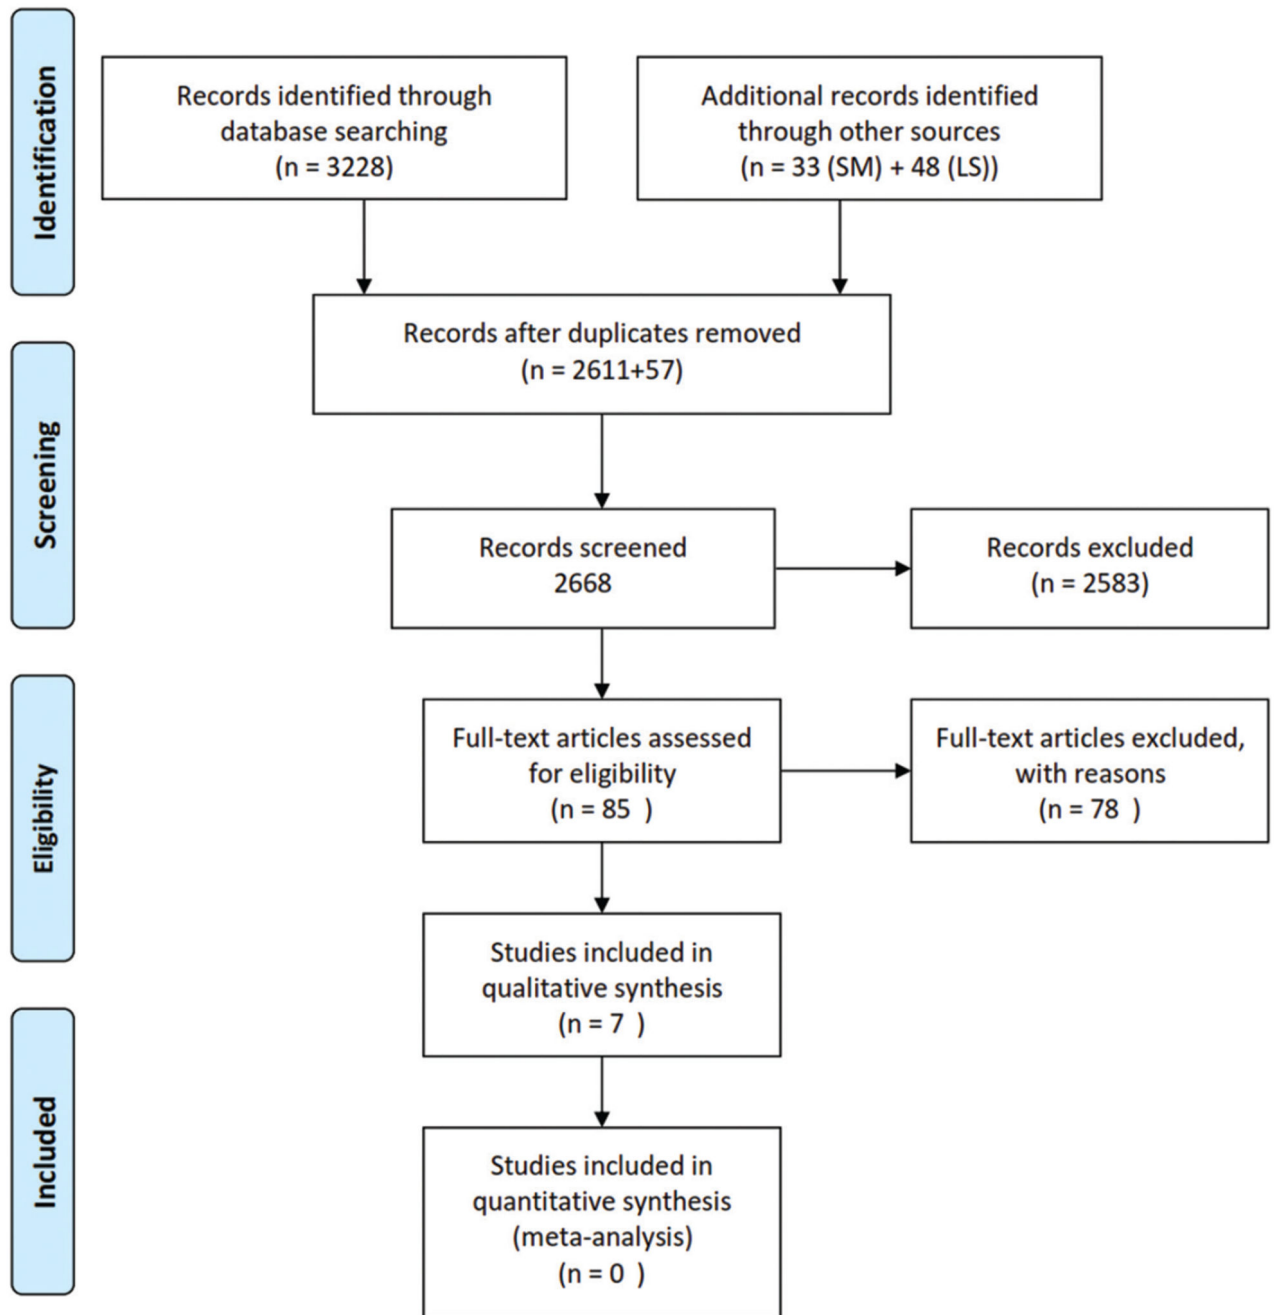 Identification
Records identified through
database searching
(n = 3228)
Additional records identified
through other sources
(n = 33 (SM) + 48 (LS))
Records after duplicates removed
(n = 2611+57)
Screening
Records screened
2668
Records excluded
(n = 2583)
Eligibility
Full-text articles assessed
for eligibility
(n = 85  )
Full-text articles excluded,
with reasons
(n = 78  )
Studies included in
qualitative synthesis
(n = 7  )
Included
Studies included in
quantitative synthesis
(meta-analysis)
(n = 0  )